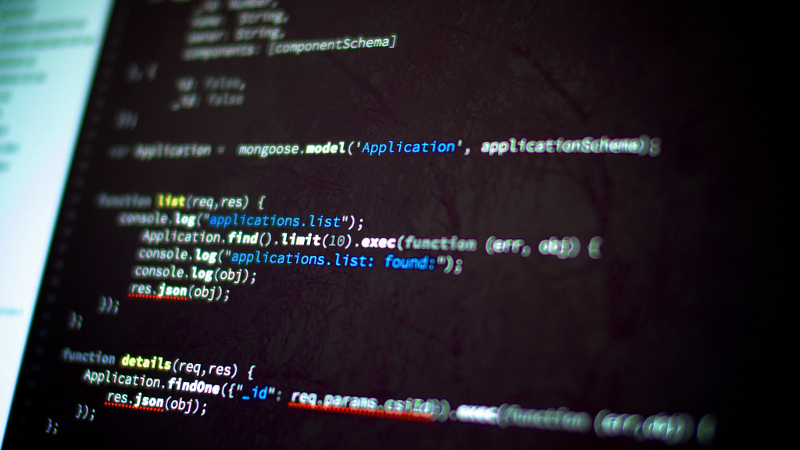 _id: Number,
name: String,
owner: String,
components: [componentSchema]
}, {
id: false,
_id: false
});
var Application = mongoose.model('Application', applicationSchema);
function list(req,res) {
console.log("applications.list");
Application.find().limit(10).exec(function (err, obj) {
console.log("applications.list: found:");
console.log(obj);
res.json(obj);
});
};
function details(req,res) {
Application.findOne({"_id": req.params. .exec(function (err,obj) {
res.json(obj);
});
};